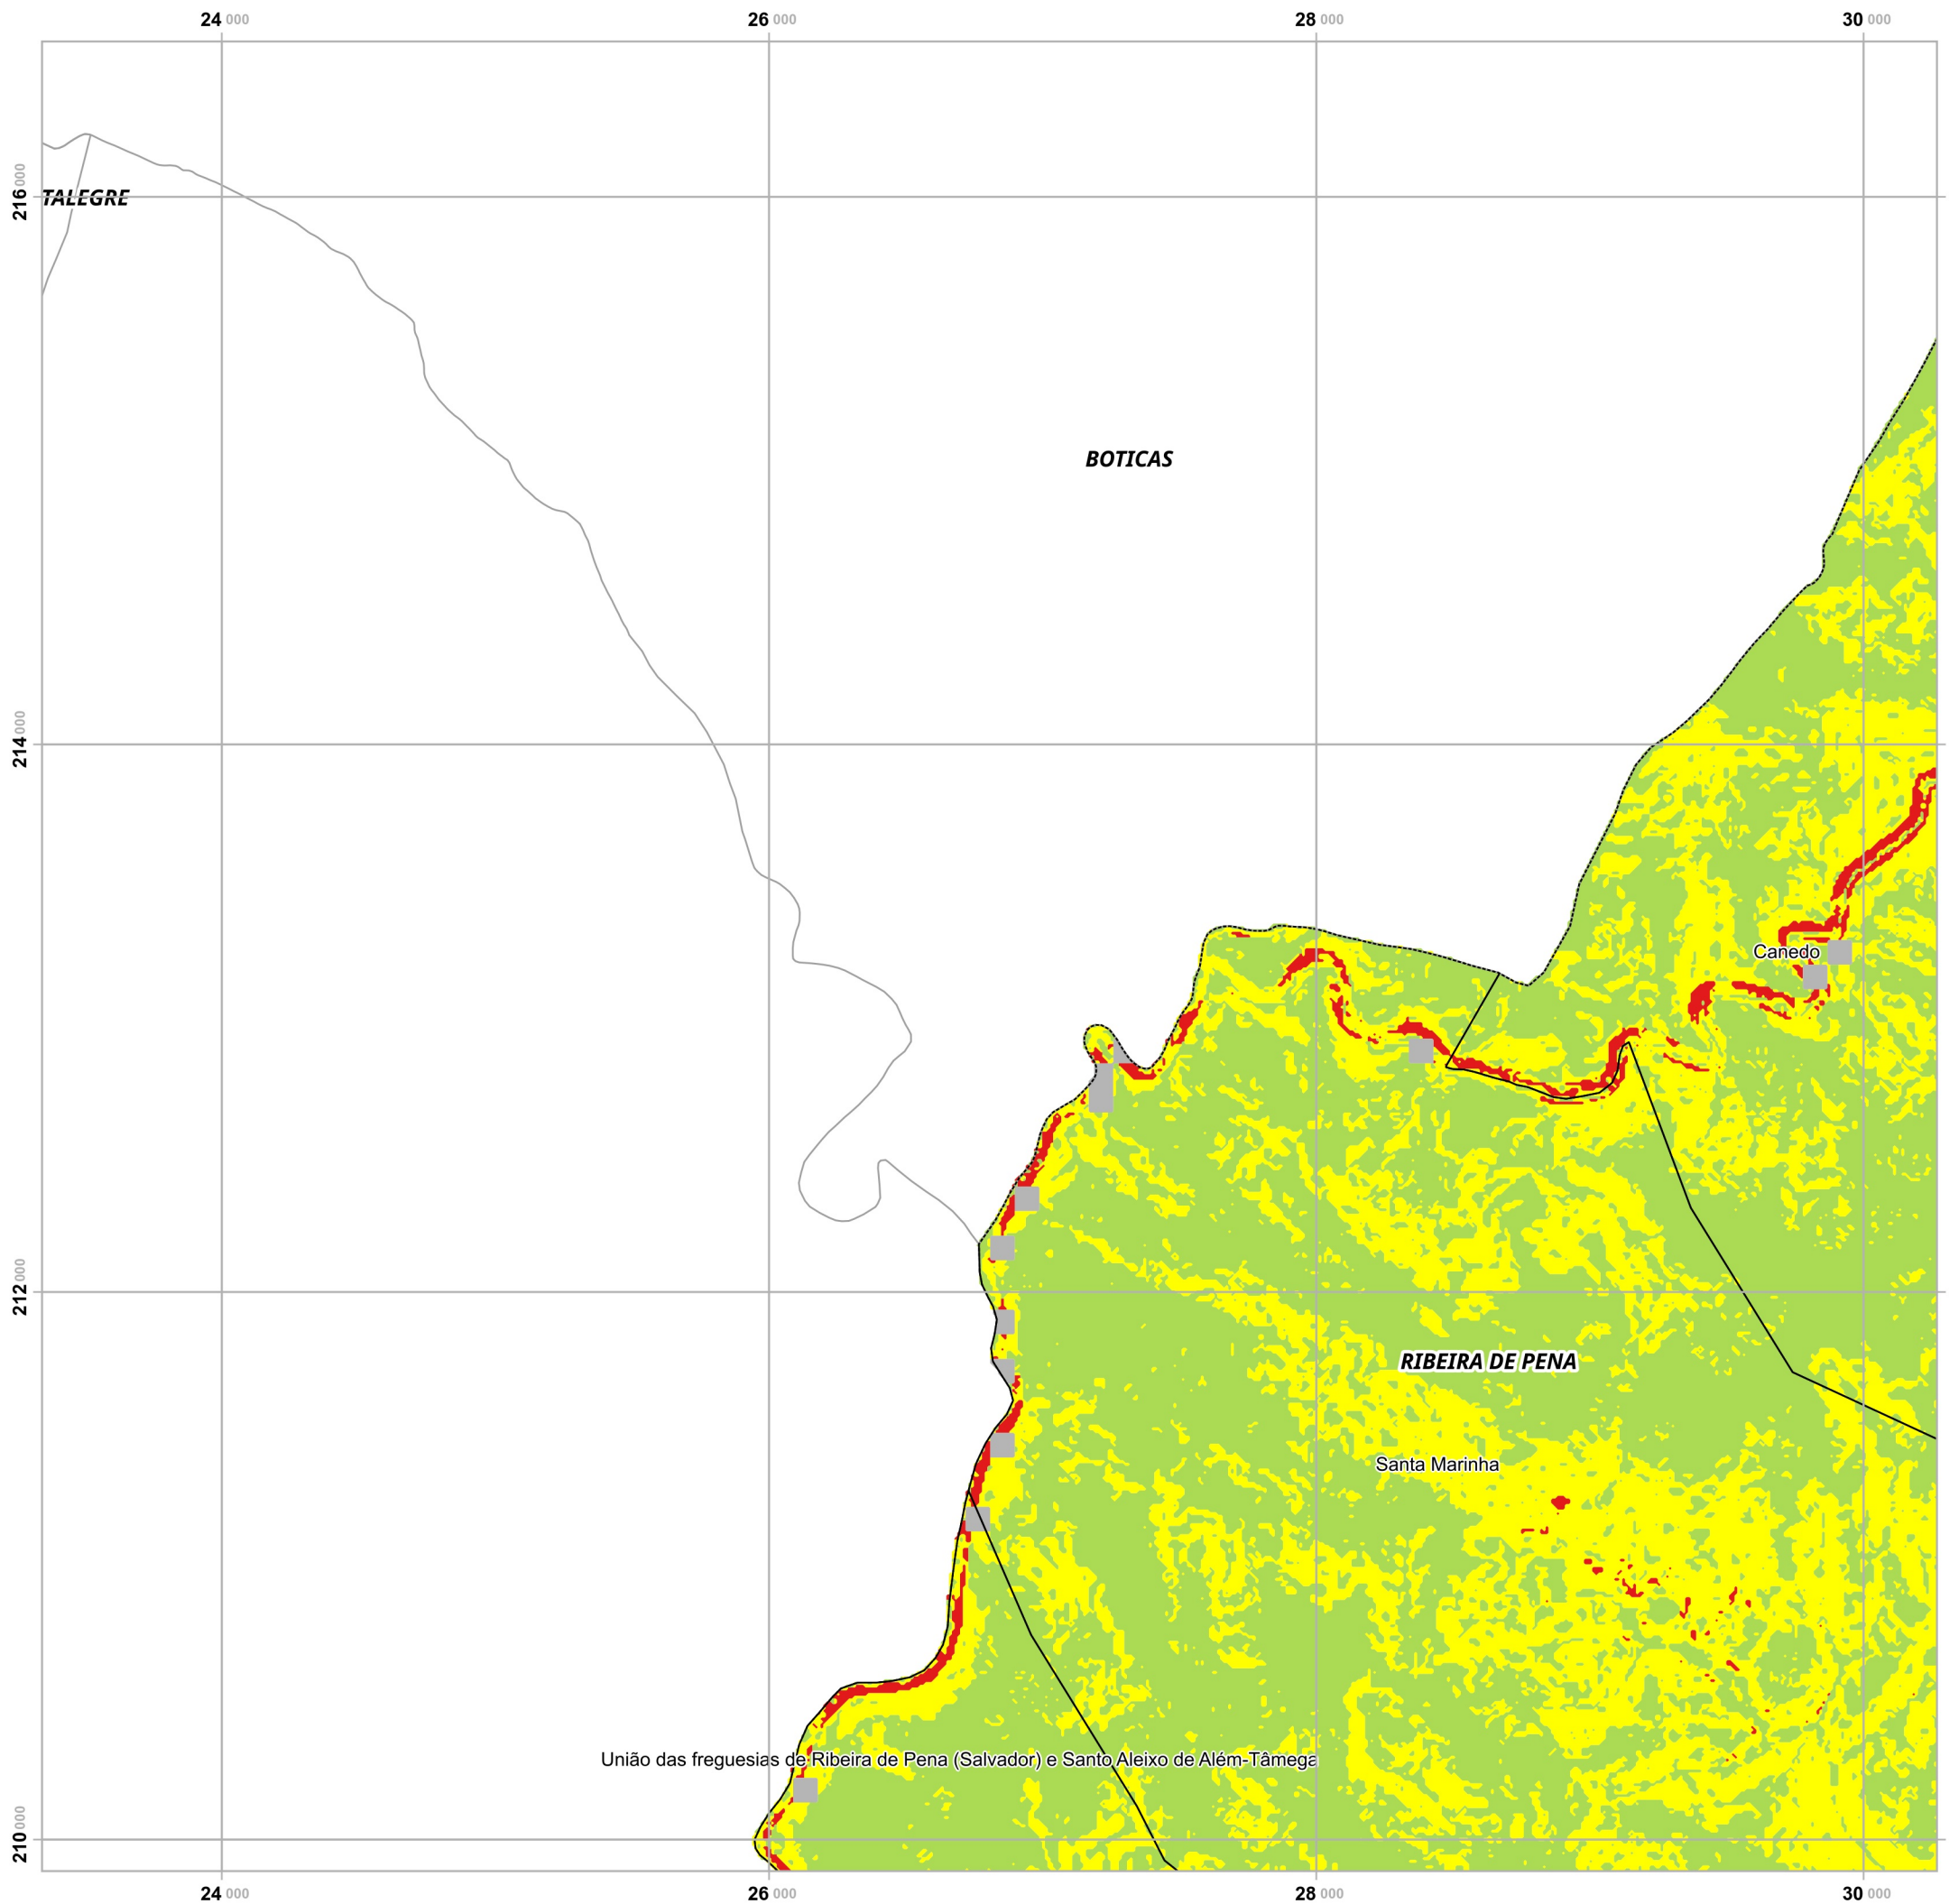 24 000 26 000 28 000 30 000
216 000
TALEGRE
BOTICAS
214 000
Canedo
212 000
RIBEIRA DE PENA
Santa Marinha
União das freguesias de Ribeira de Pena (Salvador) e Santo Aleixo de Além-Tâmega
210 000
24 000 26 000 28 000 30 000